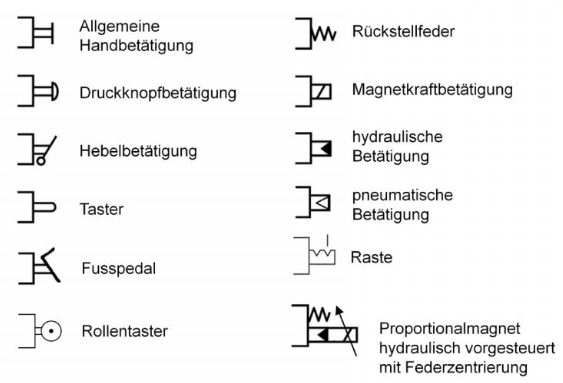 Allgemeine
Handbetätigung
Druckknopfbetätigung
Hebelbetätigung
Taster
Fusspedal
Rollentaster
Rückstellfeder
Magnetkraftbetätigung
hydraulische
Betätigung
pneumatische
Betätigung
Raste
Proportionalmagnet
hydraulisch vorgesteuert
mit Federzentrierung